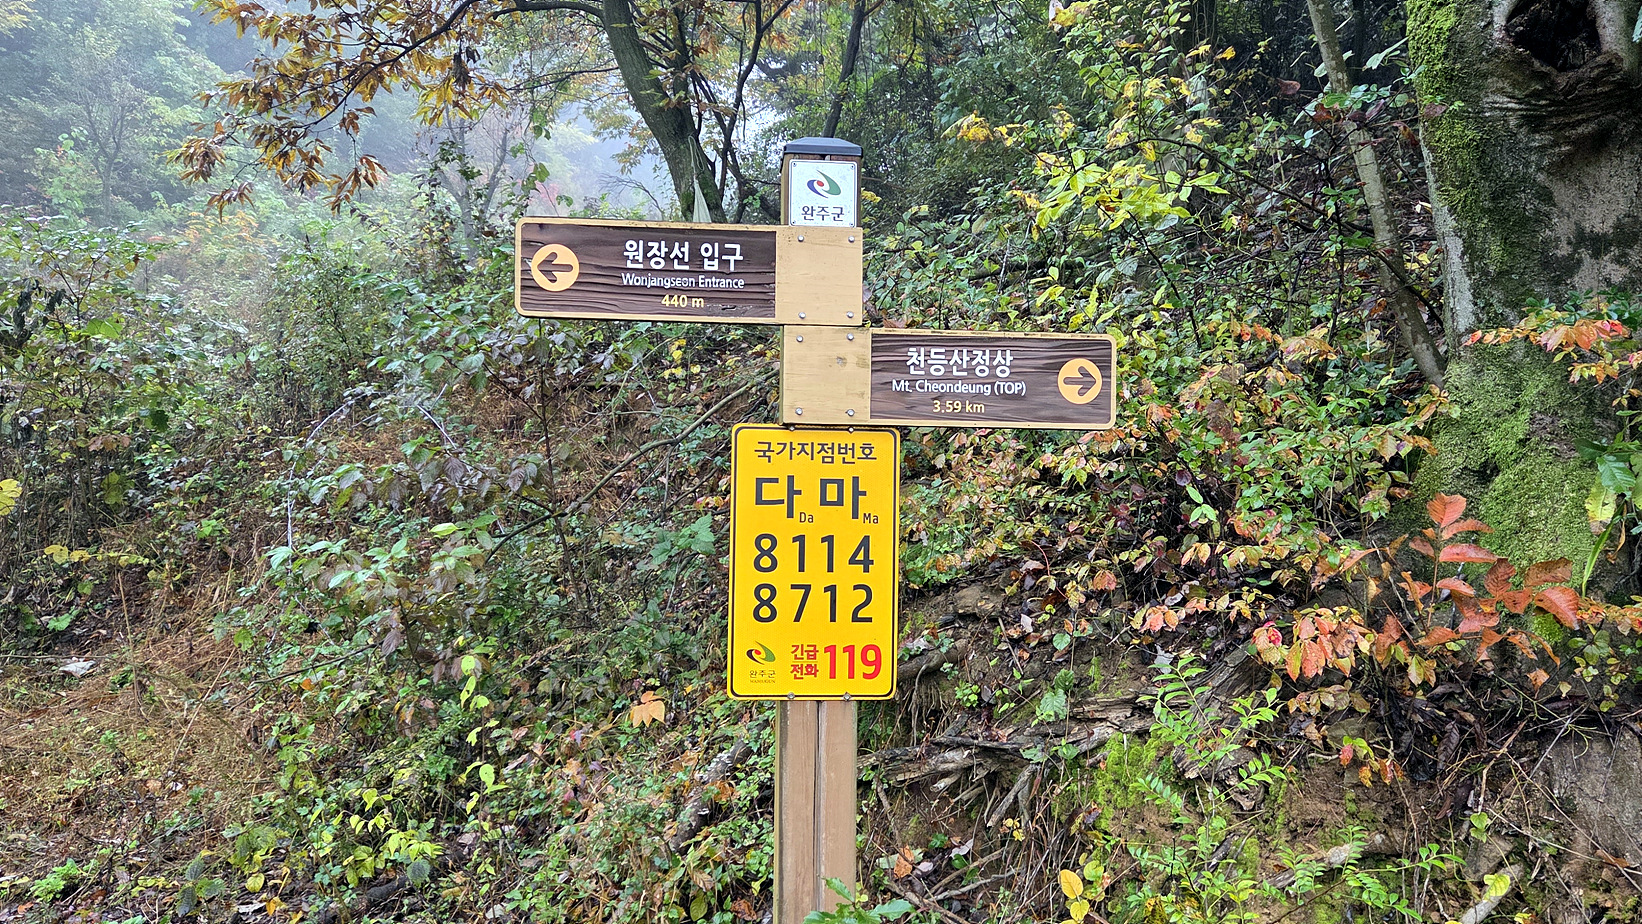 완주군
원장선 입구
Wonjangseon Entrance
440 m
천등산정상
Mt. Cheondeung (TOP)
3.59 km
국가지점번호
다 Da 마 Ma
8114
8712
완주군
긴급
전화 119